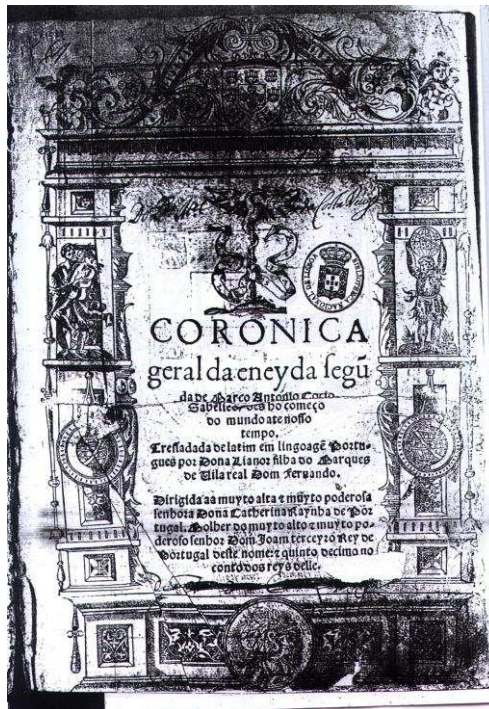 CORONICA
geral da eneyda segũ
da de Marco Antonio Cocio
Sabelico, des ho começo
do mundo ate nosso
tempo.
Tresladada de latim em lingoagẽ Portu-
gues por Dona Lianor filha do Marques
de Uila real Dom Fernando.
Dirigida aa muyto alta & muyto poderosa
senhora Dona Catherina Raynha de Por
tugal. Molher do muyto alto & muyto po-
deroso senhor Dom Joam terceyro Rey de
Portugal deste nome: & quinto decimo no
conto dos reys delle.